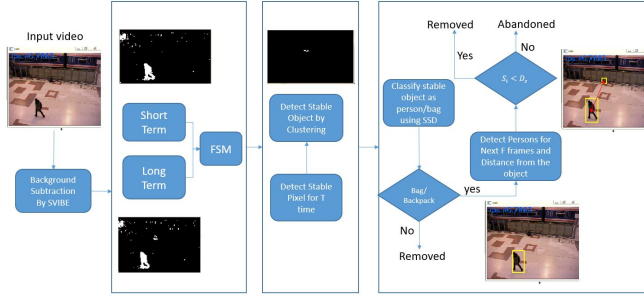 Input video
Background
Subtraction
By SVIBE
Short
Term
Long
Term
FSM
Detect Stable
Object by
Clustering
Detect Stable
Pixel for T
time
Removed
Abandoned
Yes
No
Classify stable
object as
person/bag
using SSD
Bag/
Backpack
yes
No
Removed
Detect Persons for
Next F frames and
Distance from the
object